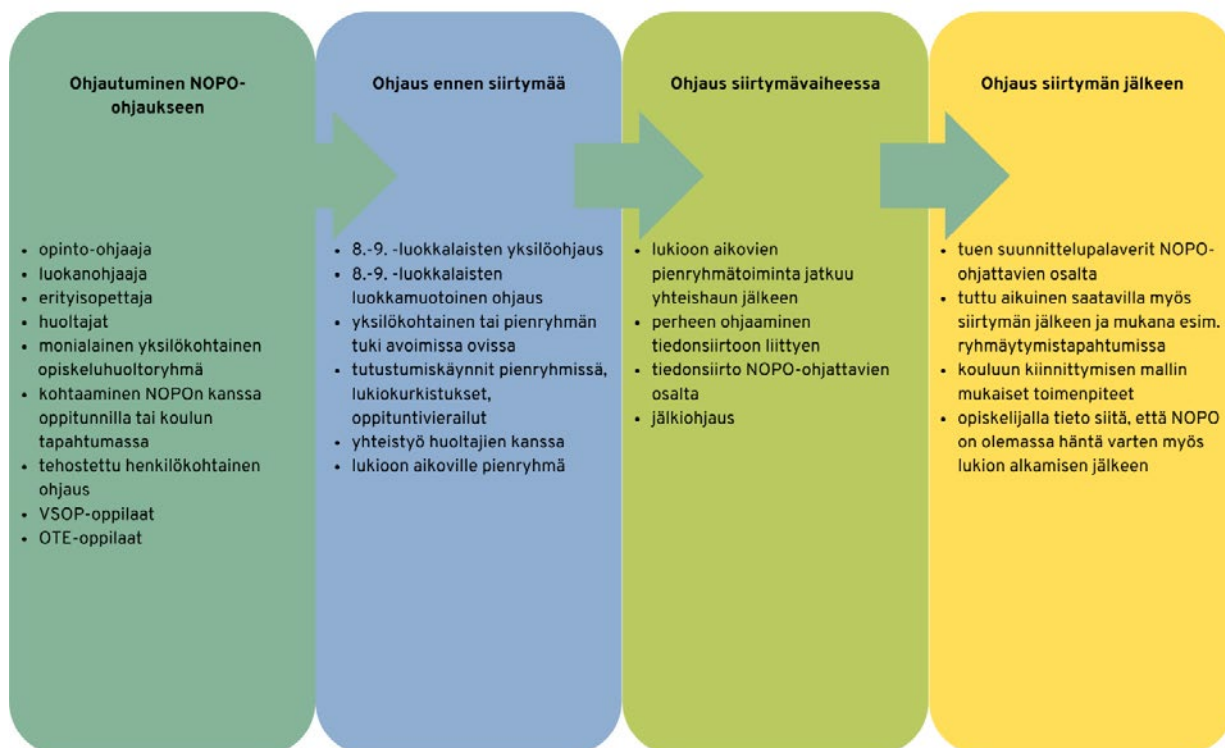 Ohjautuminen NOPO-
ohjaukseen
• opinto-ohjaaja
• luokanohjaaja
• erityisopettaja
• huoltajat
• monialainen yksilökohtainen
opiskeluhuoltoryhmä
• kohtaaminen NOPOn kanssa
oppitunnilla tai koulun
tapahtumassa
• tehostettu henkilökohtainen
ohjaus
• VSOP-oppilaat
• OTE-oppilaat
Ohjaus ennen siirtymää
• 8.-9. -luokkalaisten yksilöohjaus
• 8.-9. -luokkalaisten
luokkamuotoinen ohjaus
• yksilökohtainen tai pienryhmän
tuki avoimissa ovissa
• tutustumiskäynnit pienryhmissä,
lukiokurkistukset,
oppituntivierailut
• yhteistyö huoltajien kanssa
• lukioon aikoville pienryhmä
Ohjaus siirtymävaiheessa
• lukioon aikovien
pienryhmätoiminta jatkuu
yhteishaun jälkeen
• perheen ohjaaminen
tiedonsiirtoon liittyen
• tiedonsiirto NOPO-ohjattavien
osalta
• jälkiohjaus
Ohjaus siirtymän jälkeen
• tuen suunnittelupalaverit NOPO-
ohjattavien osalta
• tuttu aikuinen saatavilla myös
siirtymän jälkeen ja mukana esim.
ryhmäytymistapahtumissa
• kouluun kiinnittymisen mallin
mukaiset toimenpiteet
• opiskelijalla tieto siitä, että NOPO
on olemassa häntä varten myös
lukion alkamisen jälkeen